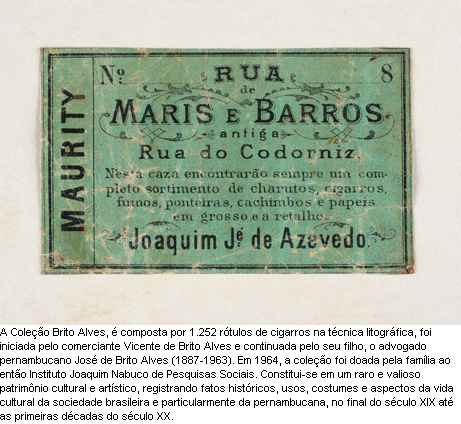 MAURITY
Nº RUA 8
de
MARIS E BARROS
antiga
Rua do Codorniz.
Nesta caza encontrarão sempre um com-
pleto sortimento de charutos, cigarros,
fumos, ponteiras, cachimbos e papeis
em grosso e a retalho.
Joaquim Jé. de Azevedo.
A Coleção Brito Alves, é composta por 1.252 rótulos de cigarros na técnica litográfica, foi
iniciada pelo comerciante Vicente de Brito Alves e continuada pelo seu filho, o advogado
pernambucano José de Brito Alves (1887-1963). Em 1964, a coleção foi doada pela família ao
então Instituto Joaquim Nabuco de Pesquisas Sociais. Constitui-se em um raro e valioso
patrimônio cultural e artístico, registrando fatos históricos, usos, costumes e aspectos da vida
cultural da sociedade brasileira e particularmente da pernambucana, no final do século XIX até
as primeiras décadas do século XX.